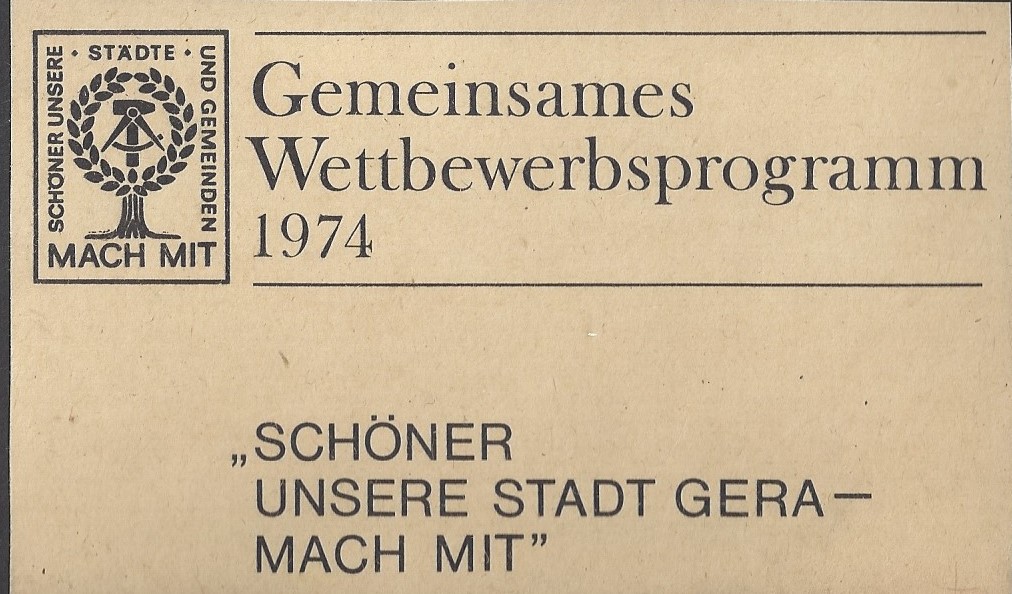 SCHÖNER UNSERE · STÄDTE · UND GEMEINDEN
MACH MIT
Gemeinsames
Wettbewerbsprogramm
1974
„SCHÖNER
UNSERE STADT GERA —
MACH MIT”